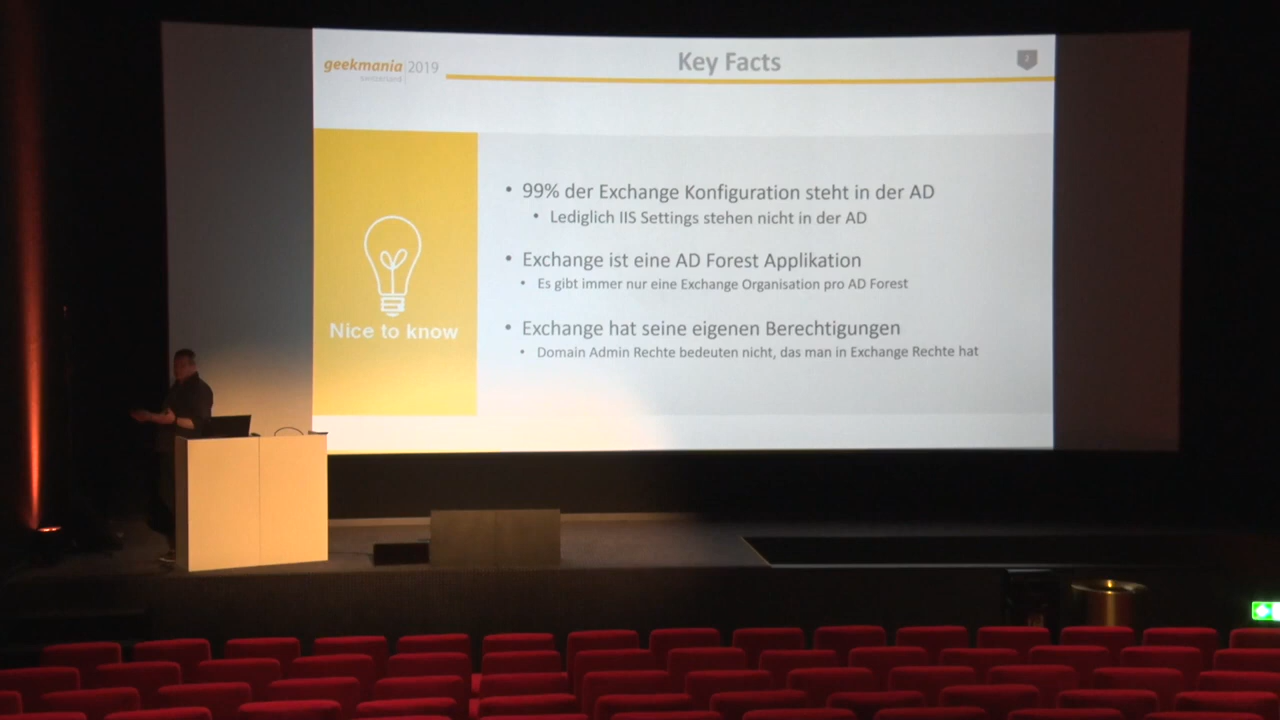 geekmania 2019
switzerland
Key Facts
2
• 99% der Exchange Konfiguration steht in der AD
• Lediglich IIS Settings stehen nicht in der AD
• Exchange ist eine AD Forest Applikation
• Es gibt immer nur eine Exchange Organisation pro AD Forest
• Exchange hat seine eigenen Berechtigungen
• Domain Admin Rechte bedeuten nicht, das man in Exchange Rechte hat
Nice to know